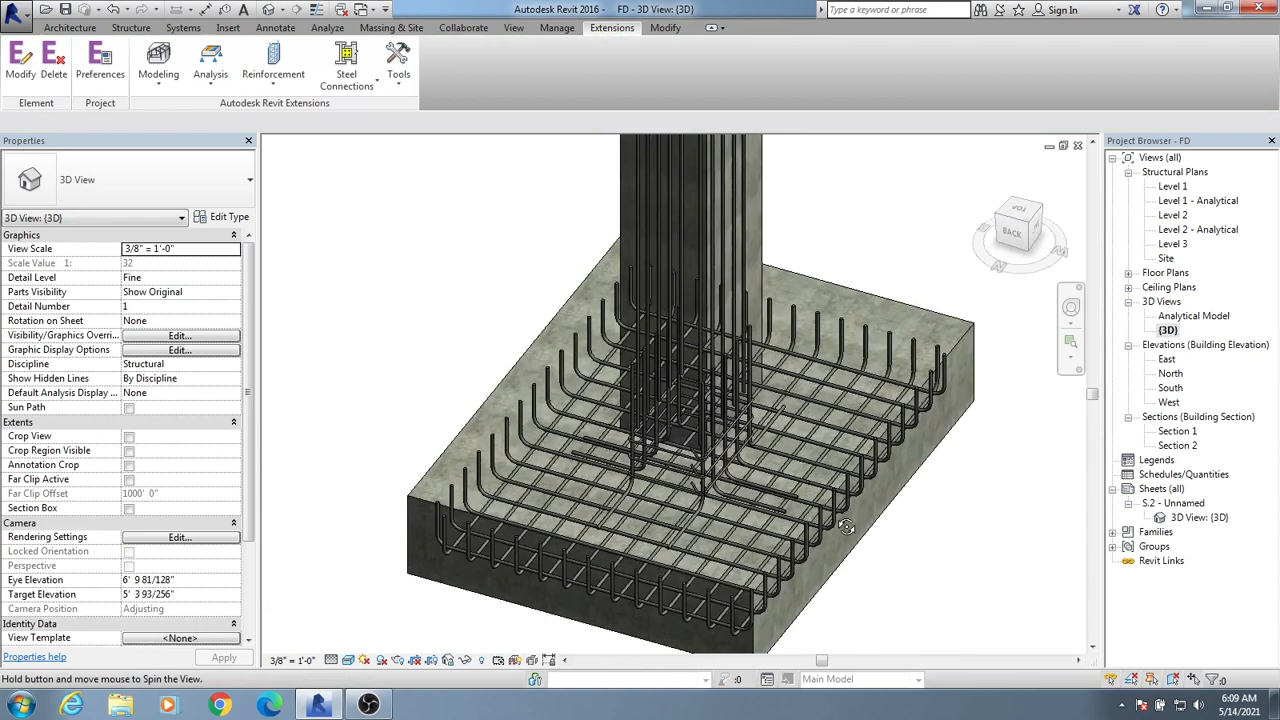 Autodesk Revit 2016 - FD - 3D View: {3D}
Type a keyword or phrase
Sign In
Architecture Structure Systems Insert Annotate Analyze Massing & Site Collaborate View Manage Extensions Modify
Modify Delete Preferences Modeling Analysis Reinforcement Steel Connections Tools
Element Project Autodesk Revit Extensions
Properties
3D View
3D View: {3D} Edit Type
Graphics
View Scale 3/8" = 1'-0"
Scale Value 1: 32
Detail Level Fine
Parts Visibility Show Original
Detail Number 1
Rotation on Sheet None
Visibility/Graphics Overri... Edit...
Graphic Display Options Edit...
Discipline Structural
Show Hidden Lines By Discipline
Default Analysis Display ... None
Sun Path
Extents
Crop View
Crop Region Visible
Annotation Crop
Far Clip Active
Far Clip Offset 1000' 0"
Section Box
Camera
Rendering Settings Edit...
Locked Orientation
Perspective
Eye Elevation 6' 9 81/128"
Target Elevation 5' 3 93/256"
Camera Position Adjusting
Identity Data
View Template <None>
Properties help Apply
TOP
BACK
Project Browser - FD
Views (all)
Structural Plans
Level 1
Level 1 - Analytical
Level 2
Level 2 - Analytical
Level 3
Site
Floor Plans
Ceiling Plans
3D Views
Analytical Model
{3D}
Elevations (Building Elevation)
East
North
South
West
Sections (Building Section)
Section 1
Section 2
Legends
Schedules/Quantities
Sheets (all)
S.2 - Unnamed
3D View: {3D}
Families
Groups
Revit Links
3/8" = 1'-0"
Hold button and move mouse to Spin the View.
:0
Main Model
:0
6:09 AM
5/14/2021